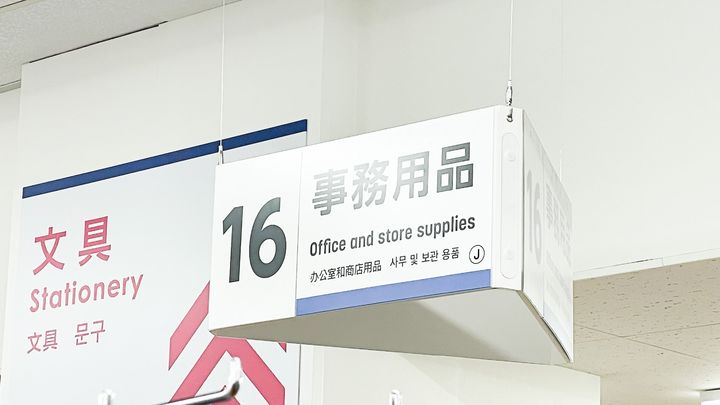 文具
Stationery
文具 문구
16
事務用品
Office and store supplies
办公室和商店用品 사무 및 보관 용품 J